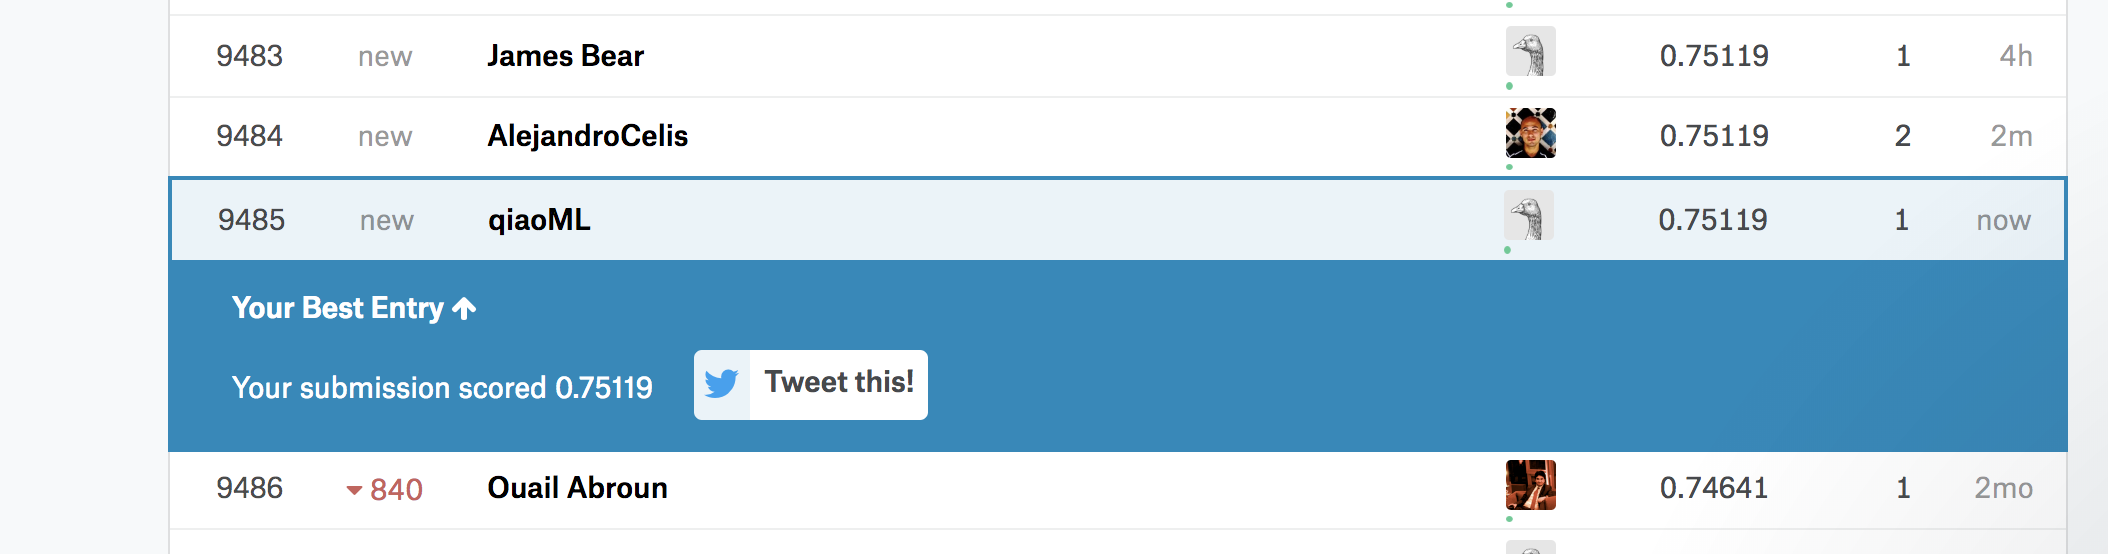 9483 new James Bear 0.75119 1 4h
9484 new AlejandroCelis 0.75119 2 2m
9485 new qiaoML 0.75119 1 now
Your Best Entry
Your submission scored 0.75119 Tweet this!
9486 840 Ouail Abroun 0.74641 1 2mo